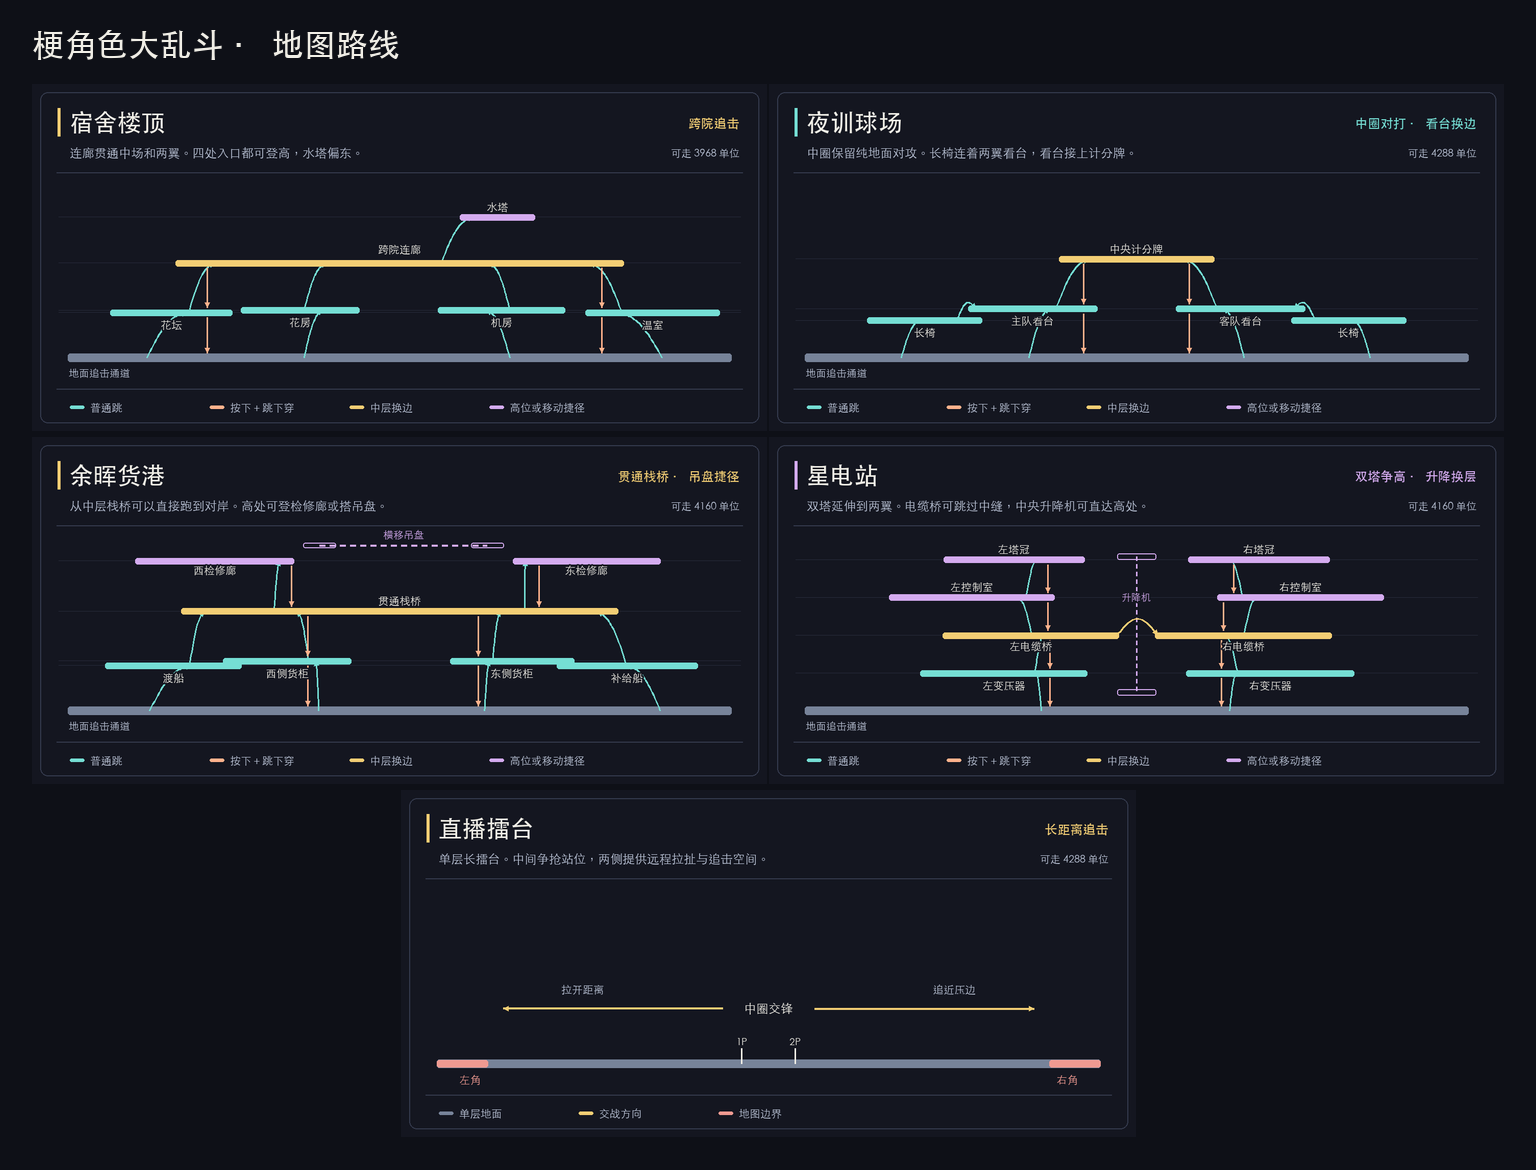 梗角色大乱斗 · 地图路线
宿舍楼顶
跨院追击
连廊贯通中场和两翼。四处入口都可登高，水塔偏东。
可走 3968 单位
水塔
跨院连廊
花坛
花房
机房
温室
地面追击通道
普通跳
按下 + 跳下穿
中层换边
高位或移动捷径
夜训球场
中圈对打 · 看台换边
中圈保留纯地面对攻。长椅连着两翼看台，看台接上计分牌。
可走 4288 单位
中央计分牌
长椅
主队看台
客队看台
长椅
地面追击通道
普通跳
按下 + 跳下穿
中层换边
高位或移动捷径
余晖货港
贯通栈桥 · 吊盘捷径
从中层栈桥可以直接跑到对岸。高处可登检修廊或搭吊盘。
可走 4160 单位
横移吊盘
西检修廊
东检修廊
贯通栈桥
渡船
西侧货柜
东侧货柜
补给船
地面追击通道
普通跳
按下 + 跳下穿
中层换边
高位或移动捷径
星电站
双塔争高 · 升降换层
双塔延伸到两翼。电缆桥可跳过中缝，中央升降机可直达高处。
可走 4160 单位
左塔冠
右塔冠
左控制室
升降机
右控制室
左电缆桥
右电缆桥
左变压器
右变压器
地面追击通道
普通跳
按下 + 跳下穿
中层换边
高位或移动捷径
直播擂台
长距离追击
单层长擂台。中间争抢站位，两侧提供远程拉扯与追击空间。
可走 4288 单位
拉开距离
追近压边
中圈交锋
1P
2P
左角
右角
单层地面
交战方向
地图边界